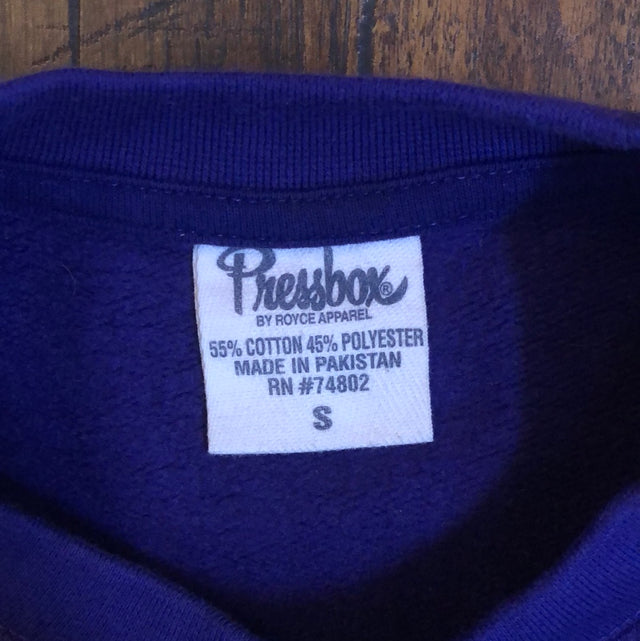 Pressbox®
BY ROYCE APPAREL
55% COTTON 45% POLYESTER
MADE IN PAKISTAN
RN #74802
S